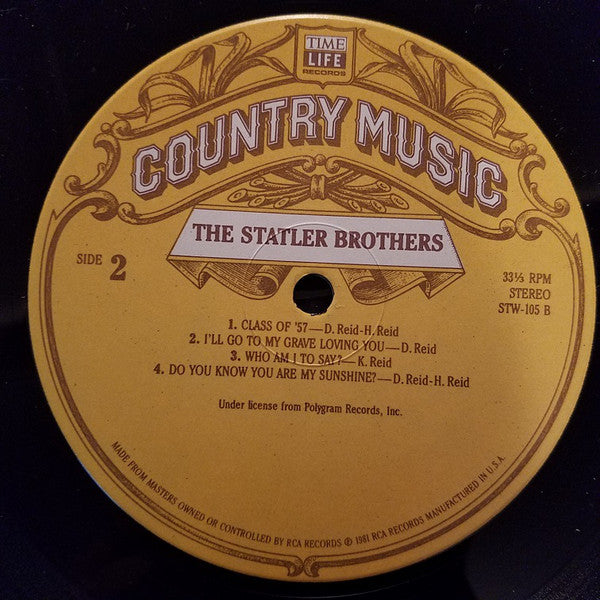 TIME
LIFE
RECORDS
COUNTRY MUSIC
THE STATLER BROTHERS
SIDE 2
33⅓ RPM
STEREO
STW-105 B
1. CLASS OF '57—D. Reid-H. Reid
2. I'LL GO TO MY GRAVE LOVING YOU—D. Reid
3. WHO AM I TO SAY?—K. Reid
4. DO YOU KNOW YOU ARE MY SUNSHINE?—D. Reid-H. Reid
Under license from Polygram Records, Inc.
MADE FROM MASTERS OWNED OR CONTROLLED BY RCA RECORDS ℗ 1981 RCA RECORDS MANUFACTURED IN U.S.A.